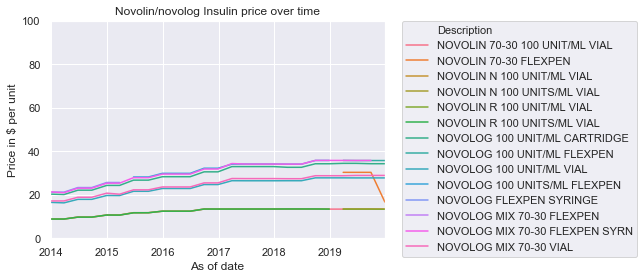 Novolin/novolog Insulin price over time
Price in $ per unit
100
80
60
40
20
0
2014
2015
2016
2017
2018
2019
As of date
Description
NOVOLIN 70-30 100 UNIT/ML VIAL
NOVOLIN 70-30 FLEXPEN
NOVOLIN N 100 UNIT/ML VIAL
NOVOLIN N 100 UNITS/ML VIAL
NOVOLIN R 100 UNIT/ML VIAL
NOVOLIN R 100 UNITS/ML VIAL
NOVOLOG 100 UNIT/ML CARTRIDGE
NOVOLOG 100 UNIT/ML FLEXPEN
NOVOLOG 100 UNIT/ML VIAL
NOVOLOG 100 UNITS/ML FLEXPEN
NOVOLOG FLEXPEN SYRINGE
NOVOLOG MIX 70-30 FLEXPEN
NOVOLOG MIX 70-30 FLEXPEN SYRN
NOVOLOG MIX 70-30 VIAL